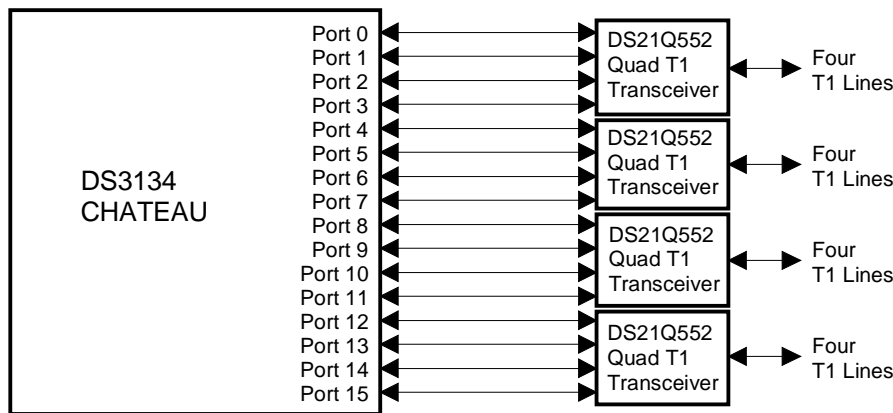 DS3134
CHATEAU
Port 0
Port 1
Port 2
Port 3
Port 4
Port 5
Port 6
Port 7
Port 8
Port 9
Port 10
Port 11
Port 12
Port 13
Port 14
Port 15
DS21Q552
Quad T1
Transceiver
Four
T1 Lines
DS21Q552
Quad T1
Transceiver
Four
T1 Lines
DS21Q552
Quad T1
Transceiver
Four
T1 Lines
DS21Q552
Quad T1
Transceiver
Four
T1 Lines